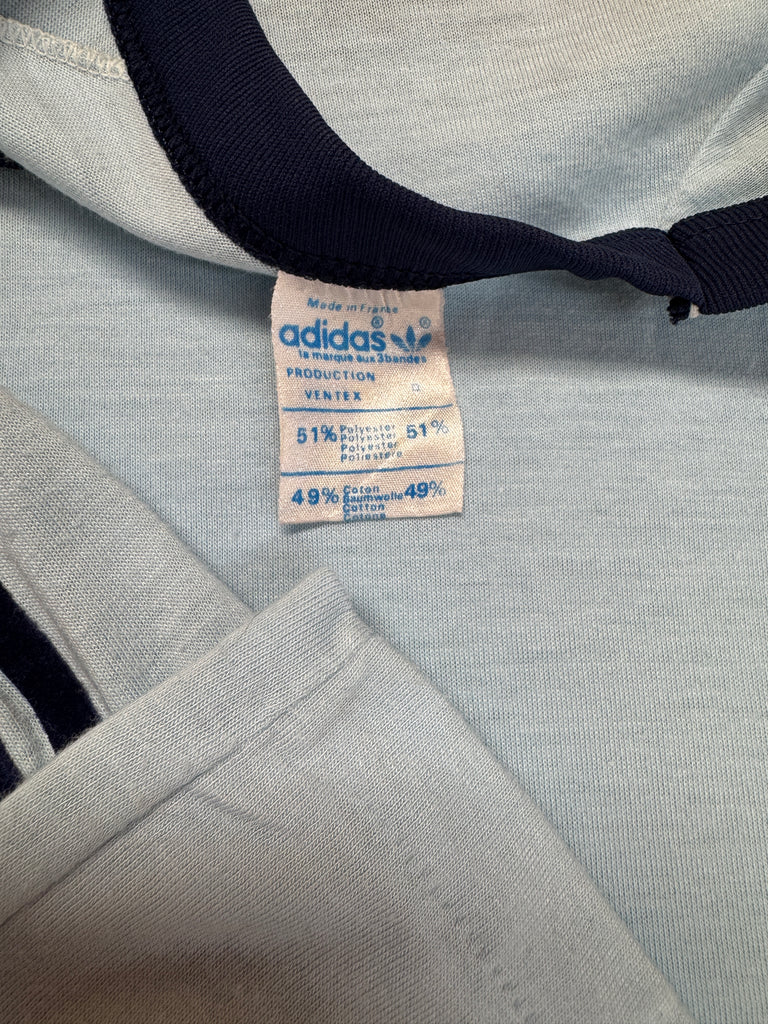 Made in France
adidas® ®
la marque aux 3 bandes
PRODUCTION
VENTEX
51% Polyester 51%
Polyester
Polyester
Poliestere
49% Coton 49%
Baumwolle
Cotton
Cotone